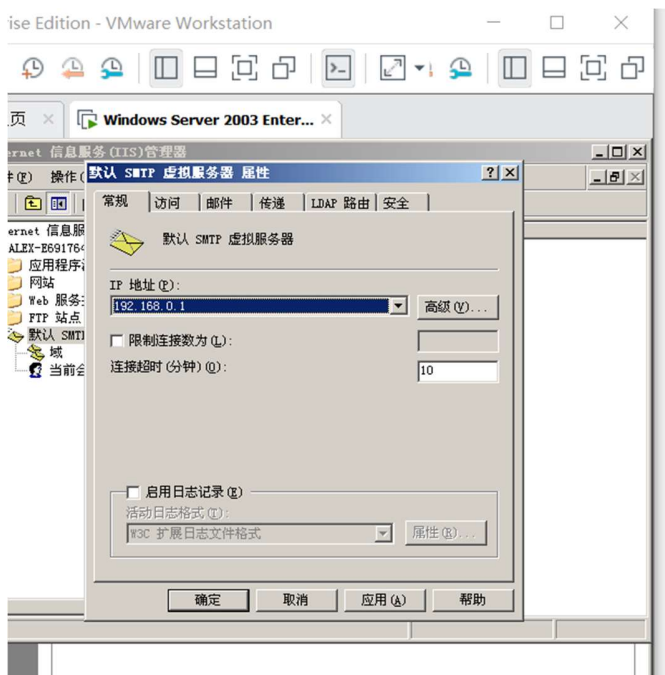 ise Edition - VMware Workstation
页 ×
Windows Server 2003 Enter... ×
ernet 信息服务(IIS)管理器
操作(
默认 SMTP 虚拟服务器 属性
常规 访问 邮件 传递 LDAP 路由 安全
默认 SMTP 虚拟服务器
IP 地址(P):
192.168.0.1
高级(V)...
限制连接数为(L):
连接超时(分钟)(O):
10
启用日志记录(E)
活动日志格式(T):
W3C 扩展日志文件格式
属性(R)...
确定 取消 应用(A) 帮助
ernet 信息服
ALEX-E69176
应用程序
网站
Web 服务
FTP 站点
默认 SMT
域
当前会